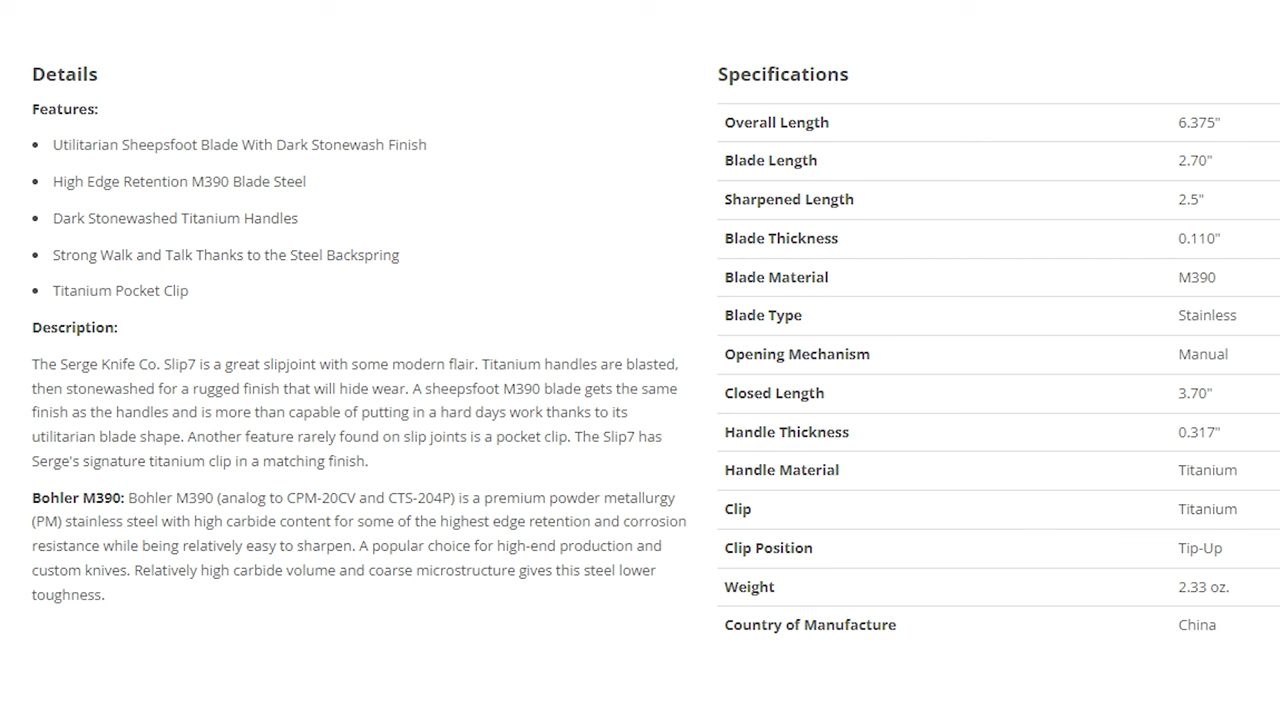 Details
Features:
Utilitarian Sheepsfoot Blade With Dark Stonewash Finish
High Edge Retention M390 Blade Steel
Dark Stonewashed Titanium Handles
Strong Walk and Talk Thanks to the Steel Backspring
Titanium Pocket Clip
Description:
The Serge Knife Co. Slip7 is a great slipjoint with some modern flair. Titanium handles are blasted,
then stonewashed for a rugged finish that will hide wear. A sheepsfoot M390 blade gets the same
finish as the handles and is more than capable of putting in a hard days work thanks to its
utilitarian blade shape. Another feature rarely found on slip joints is a pocket clip. The Slip7 has
Serge's signature titanium clip in a matching finish.
Bohler M390: Bohler M390 (analog to CPM-20CV and CTS-204P) is a premium powder metallurgy
(PM) stainless steel with high carbide content for some of the highest edge retention and corrosion
resistance while being relatively easy to sharpen. A popular choice for high-end production and
custom knives. Relatively high carbide volume and coarse microstructure gives this steel lower
toughness.
Specifications
Overall Length 6.375"
Blade Length 2.70"
Sharpened Length 2.5"
Blade Thickness 0.110"
Blade Material M390
Blade Type Stainless
Opening Mechanism Manual
Closed Length 3.70"
Handle Thickness 0.317"
Handle Material Titanium
Clip Titanium
Clip Position Tip-Up
Weight 2.33 oz.
Country of Manufacture China